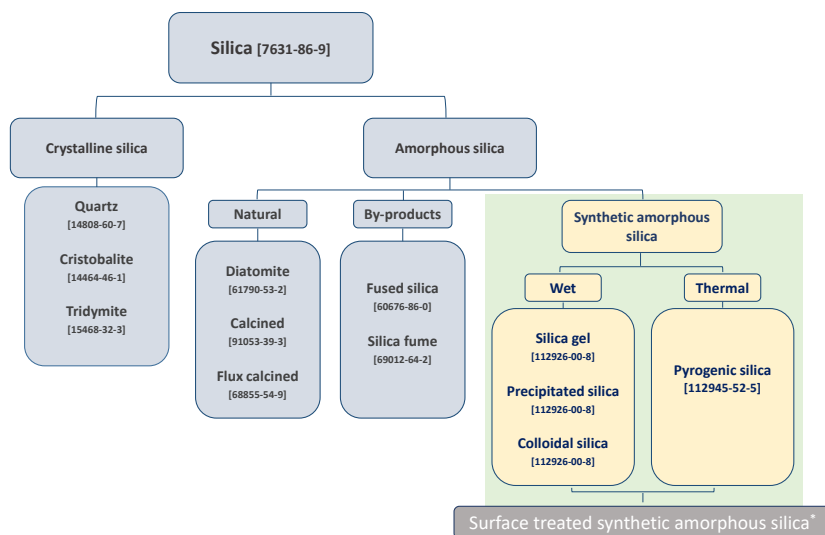 Silica [7631-86-9]
Crystalline silica
Amorphous silica
Quartz
[14808-60-7]
Cristobalite
[14464-46-1]
Tridymite
[15468-32-3]
Natural
By-products
Synthetic amorphous
silica
Diatomite
[61790-53-2]
Calcined
[91053-39-3]
Flux calcined
[68855-54-9]
Fused silica
[60676-86-0]
Silica fume
[69012-64-2]
Wet
Thermal
Silica gel
[112926-00-8]
Precipitated silica
[112926-00-8]
Colloidal silica
[112926-00-8]
Pyrogenic silica
[112945-52-5]
Surface treated synthetic amorphous silica*